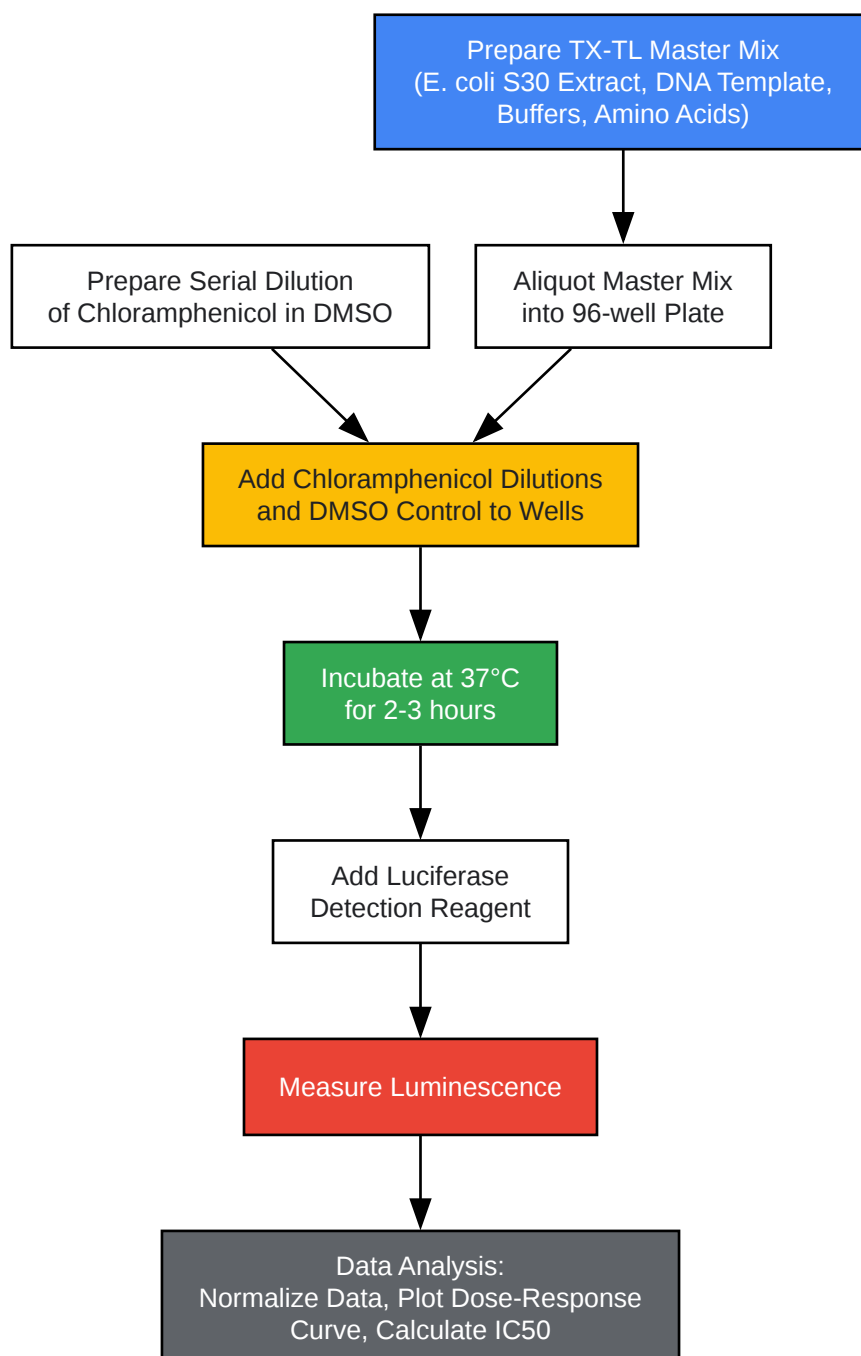 Prepare TX-TL Master Mix
(E. coli S30 Extract, DNA Template,
Buffers, Amino Acids)
Prepare Serial Dilution
of Chloramphenicol in DMSO
Aliquot Master Mix
into 96-well Plate
Add Chloramphenicol Dilutions
and DMSO Control to Wells
Incubate at 37°C
for 2-3 hours
Add Luciferase
Detection Reagent
Measure Luminescence
Data Analysis:
Normalize Data, Plot Dose-Response
Curve, Calculate IC50